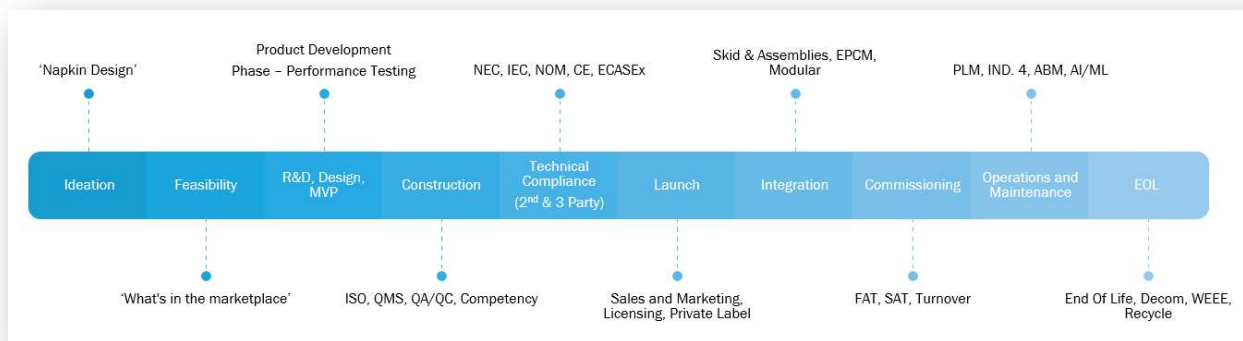 Product Development
Phase – Performance Testing
Skid & Assemblies, EPCM,
Modular
‘Napkin Design’
NEC, IEC, NOM, CE, ECASEx
PLM, IND. 4, ABM, AI/ML
Ideation
Feasibility
R&D, Design,
MVP
Construction
Technical
Compliance
(2nd & 3 Party)
Launch
Integration
Commissioning
Operations and
Maintenance
EOL
‘What's in the marketplace’
ISO, QMS, QA/QC, Competency
Sales and Marketing,
Licensing, Private Label
FAT, SAT, Turnover
End Of Life, Decom, WEEE,
Recycle